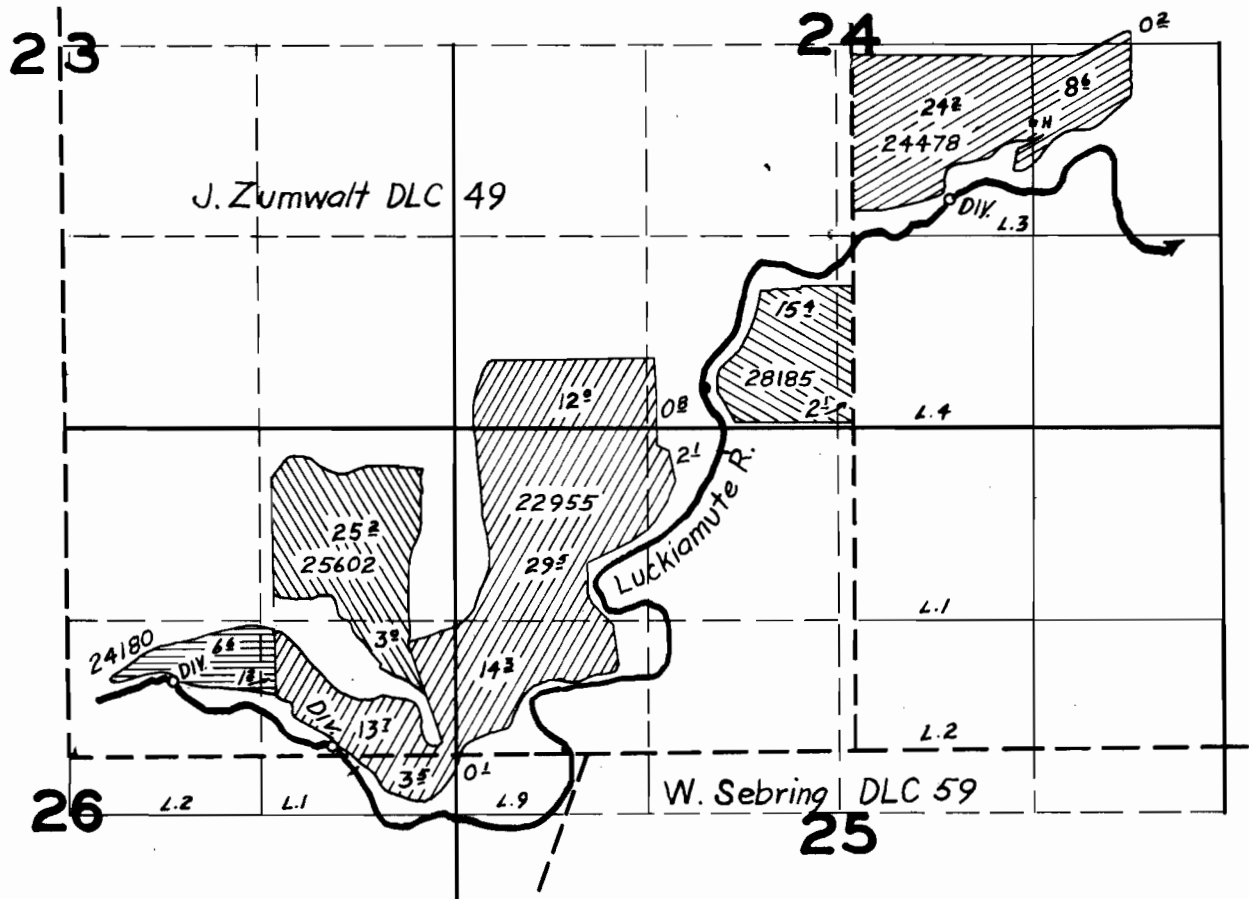 23
24
0²
8⁶
24²
H
24478
J. Zumwalt DLC 49
DIV.
L.3
15⁴
28185
12⁰
0⁸
2¹
L.4
2¹
22955
Luckiamute R.
25²
29⁵
25602
L.1
24180
6⁶
3⁰
DIV.
14³
DIV.
13⁷
L.2
3⁵
0¹
W. Sebring DLC 59
L.2
L.1
L.9
26
25